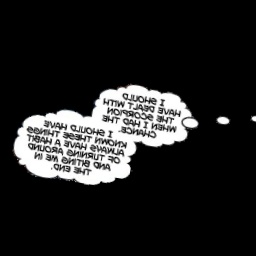 I SHOULD
HAVE DEALT WITH
THE SCORPION
WHEN I HAD THE
CHANCE.
I SHOULD HAVE
KNOWN THESE THINGS
ALWAYS HAVE A HABIT
OF TURNING AROUND
AND BITING ME IN
THE END.